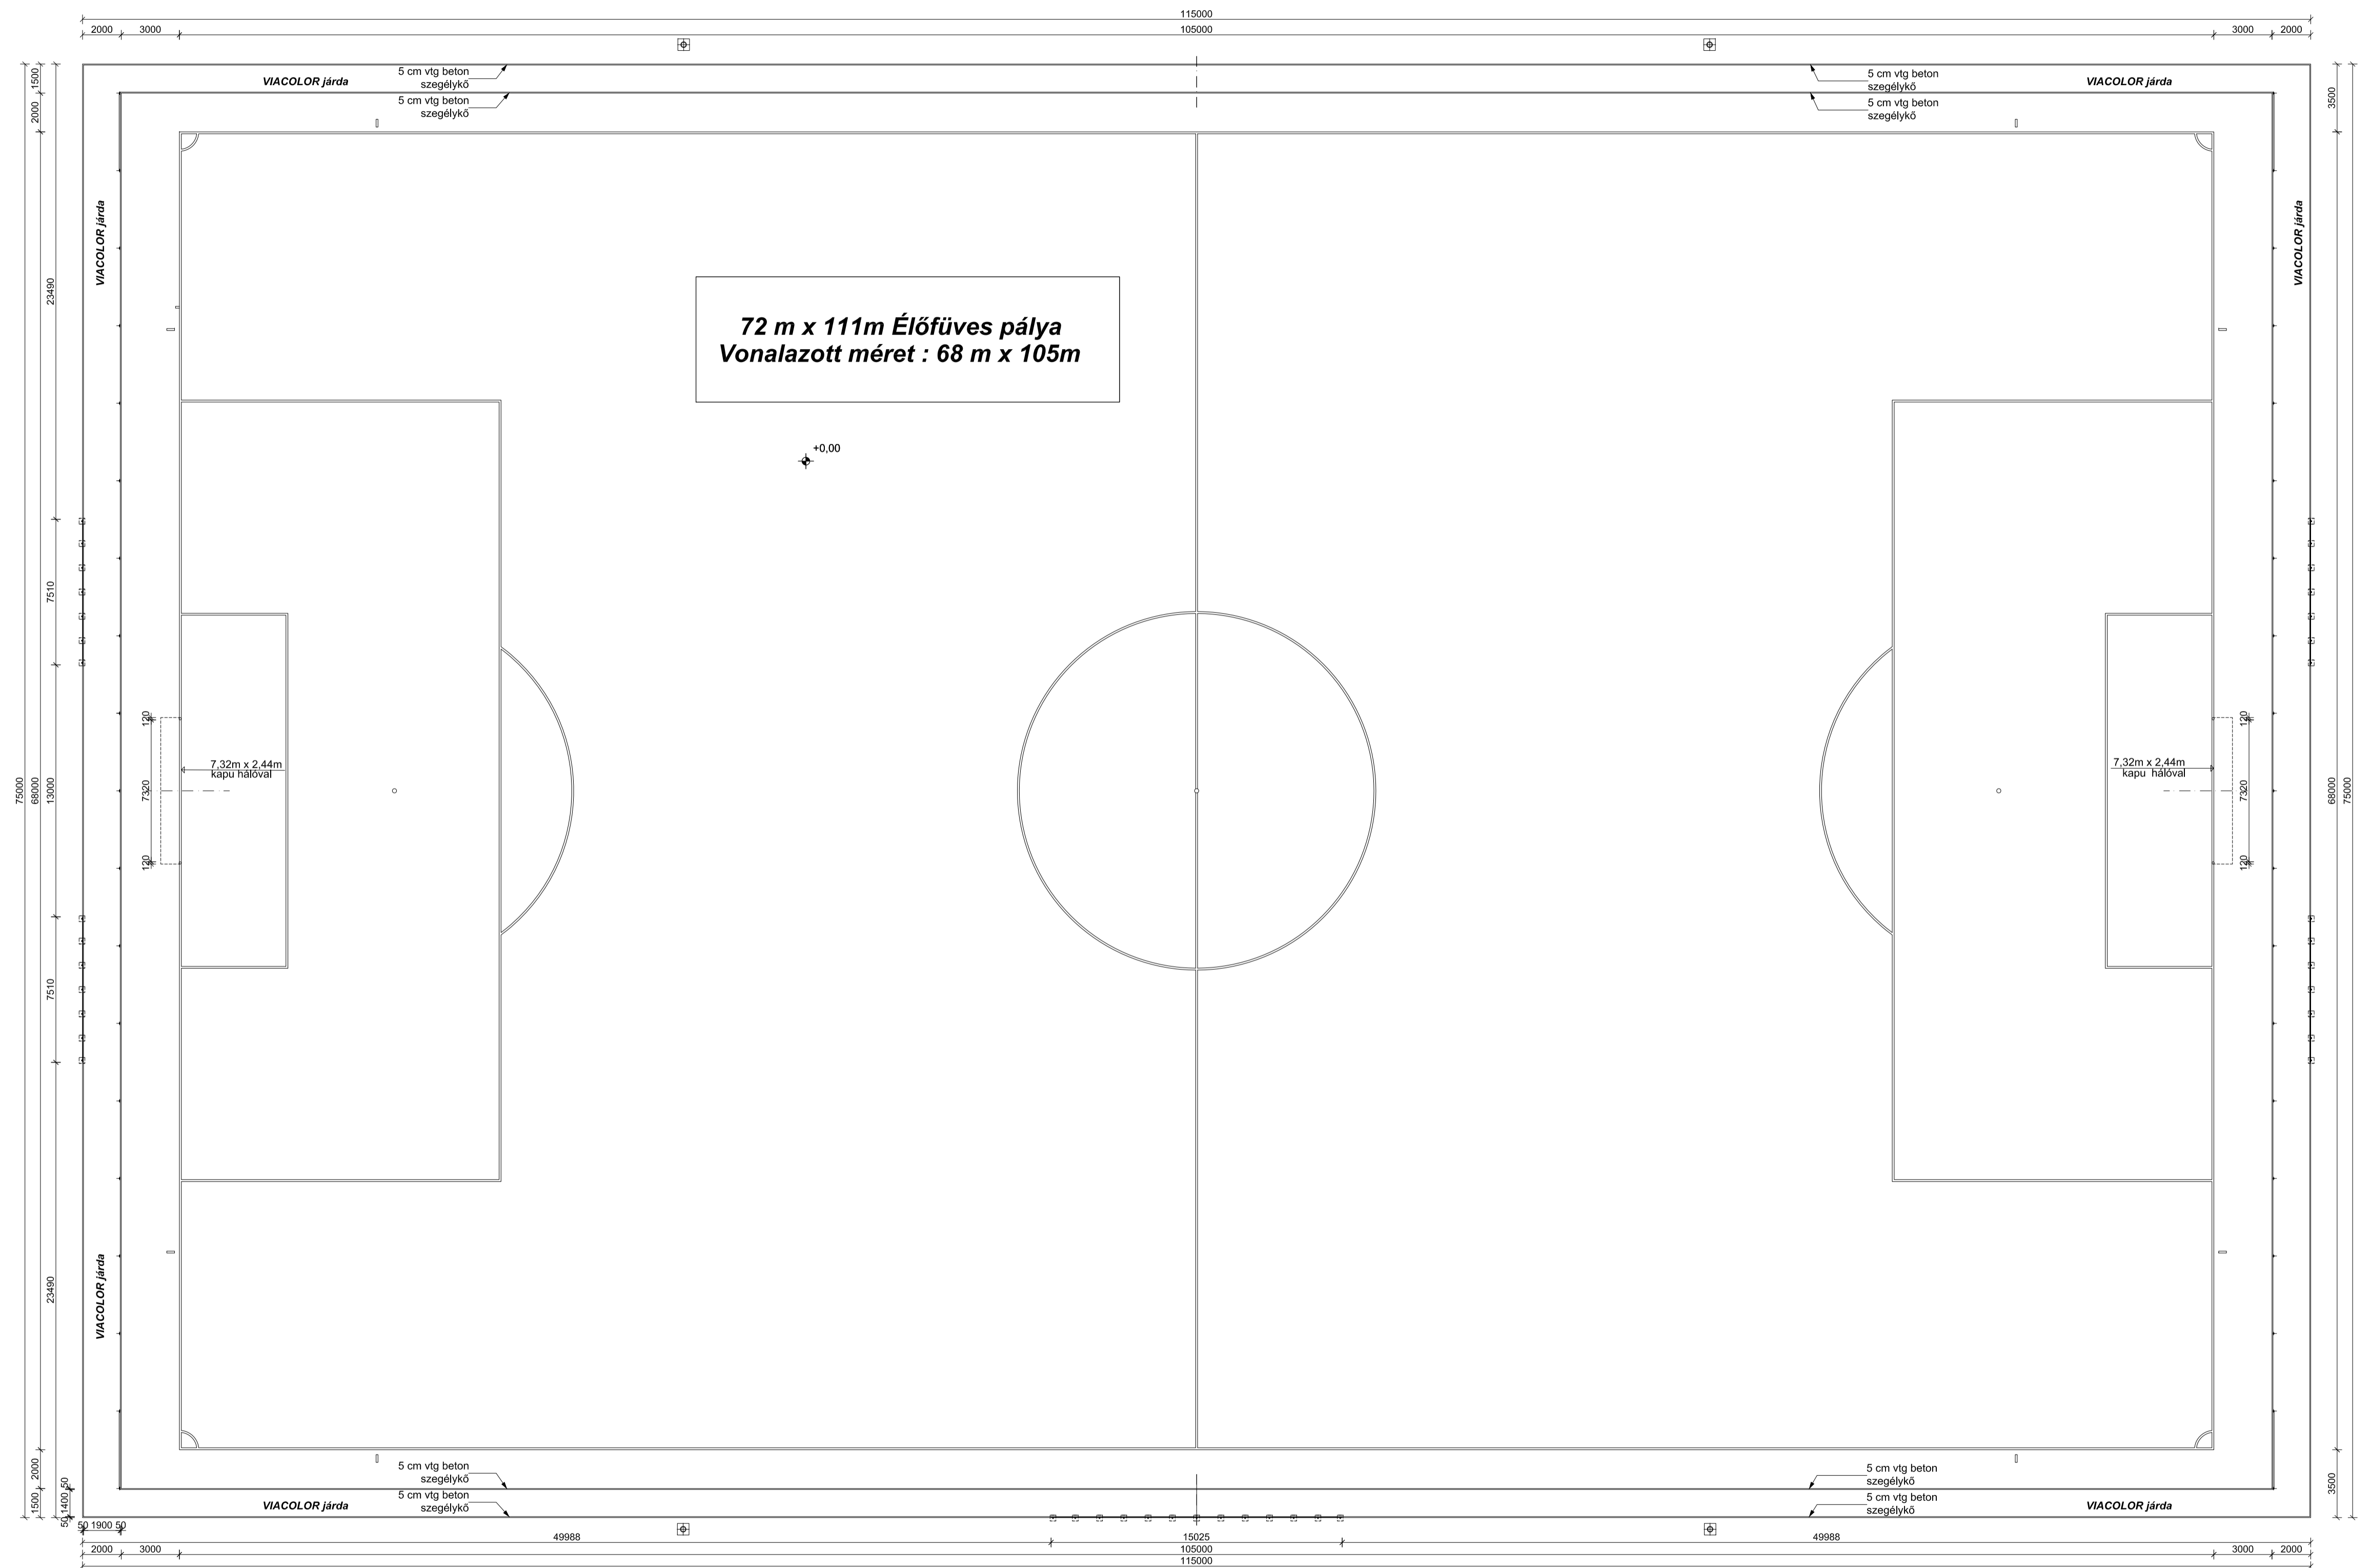 115000
2000 3000 105000 3000 2000
5 cm vtg beton
szegélykő
VIACOLOR járda
5 cm vtg beton
szegélykő
5 cm vtg beton
szegélykő
VIACOLOR járda
5 cm vtg beton
szegélykő
1500
2000
3500
VIACOLOR járda
VIACOLOR járda
23490
72 m x 111m Élőfüves pálya
Vonalazott méret : 68 m x 105m
+0,00
7510
120
120
7,32m x 2,44m
kapu hálóval
7,32m x 2,44m
kapu hálóval
75000
68000
13000
7320
7320
68000
75000
120
120
7510
23490
VIACOLOR járda
2000
1500
50
1400
50
3500
5 cm vtg beton
szegélykő
5 cm vtg beton
szegélykő
VIACOLOR járda
5 cm vtg beton
szegélykő
5 cm vtg beton
szegélykő
VIACOLOR járda
50 1900 50
49988 15025 49988
2000 3000 105000 3000 2000
115000